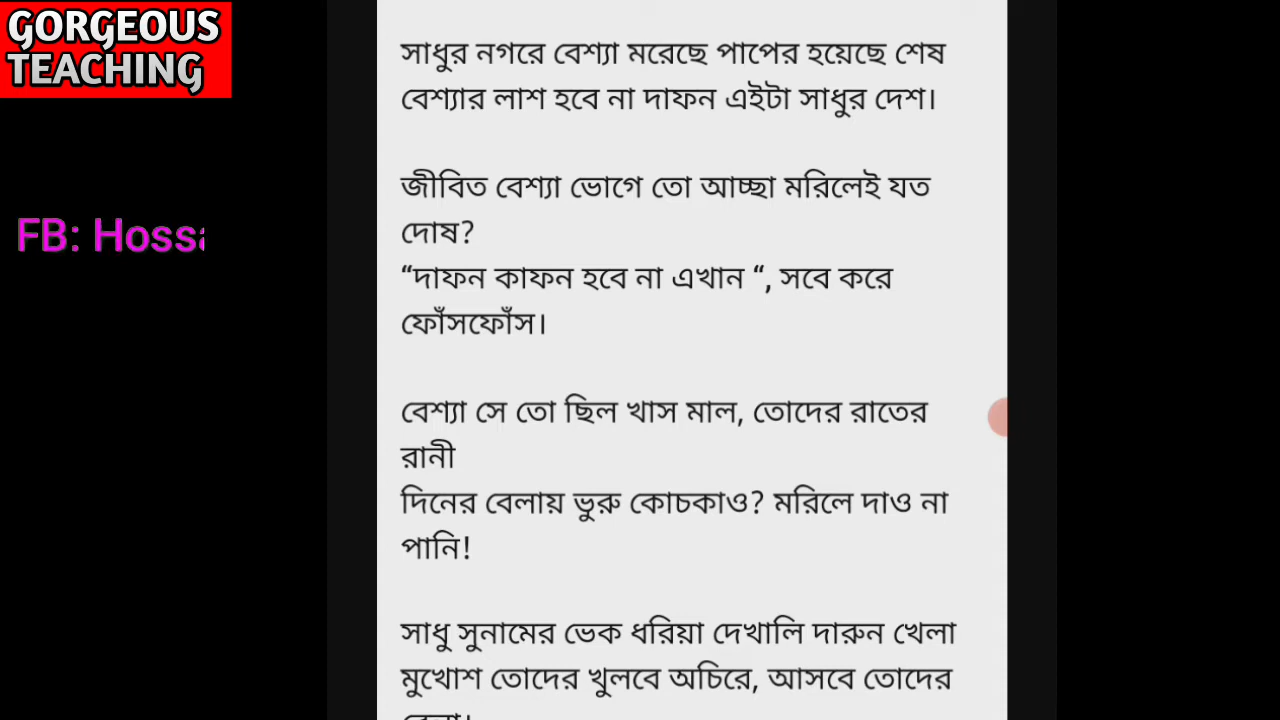 GORGEOUS
TEACHING
FB: Hoss
সাধুর নগরে বেশ্যা মরেছে পাপের হয়েছে শেষ
বেশ্যার লাশ হবে না দাফন এইটা সাধুর দেশ।
জীবিত বেশ্যা ভোগে তো আচ্ছা মরিলেই যত
দোষ?
“দাফন কাফন হবে না এখান “, সবে করে
ফোঁসফোঁস।
বেশ্যা সে তো ছিল খাস মাল, তোদের রাতের
রানী
দিনের বেলায় ভুরু কোচকাও? মরিলে দাও না
পানি!
সাধু সুনামের ভেক ধরিয়া দেখালি দারুন খেলা
মুখোশ তোদের খুলবে অচিরে, আসবে তোদের